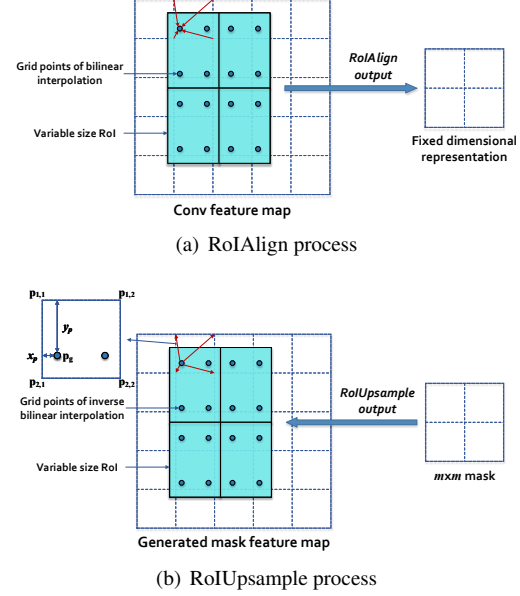 Grid points of bilinear
interpolation
Variable size RoI
RoIAlign
output
Fixed dimensional
representation
Conv feature map
(a) RoIAlign process
p1,1
p1,2
yp
xp
pg
p2,1
p2,2
Grid points of inverse
bilinear interpolation
Variable size RoI
RoIUpsample
output
mxm mask
Generated mask feature map
(b) RoIUpsample process